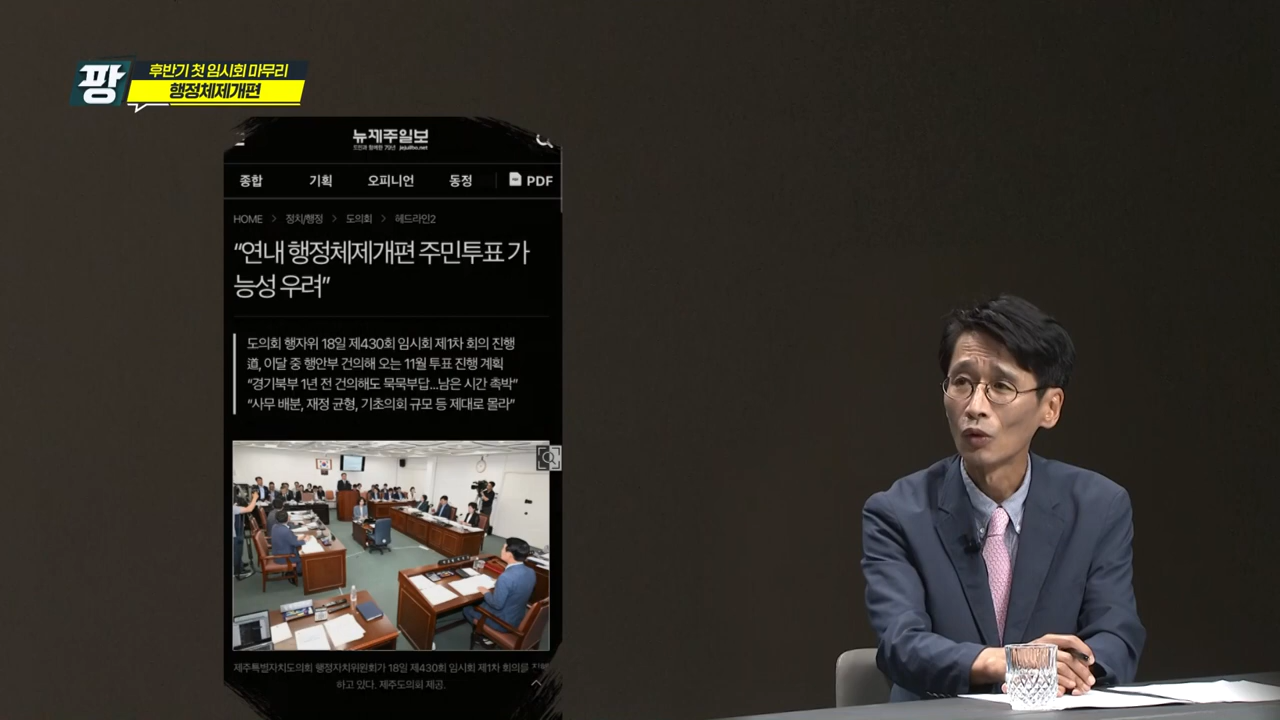 팡
후반기 첫 임시회 마무리
행정체제개편
뉴제주일보
종합 기획 오피니언 동정 PDF
HOME > 정치/행정 > 도의회 > 헤드라인2
“연내 행정체제개편 주민투표 가
능성 우려”
도의회 행자위 18일 제430회 임시회 제1차 회의 진행
道, 이달 중 행안부 건의해 오는 11월 투표 진행 계획
“경기북부 1년 전 건의해도 묵묵부답…남은 시간 촉박”
“사무 배분, 재정 균형, 기초의회 규모 등 제대로 몰라”
제주특별자치도의회 행정자치위원회가 18일 제430회 임시회 제1차 회의를
하고 있다. 제주도의회 제공.